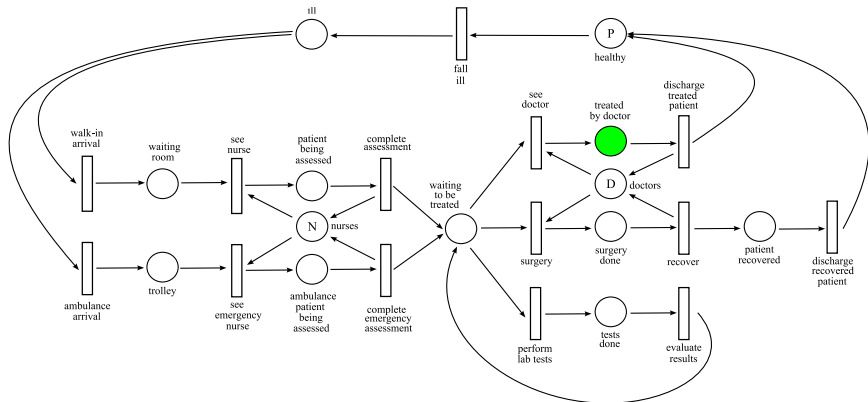 ill
P
healthy
fall
ill
see
doctor
treated
by doctor
discharge
treated
patient
walk-in
arrival
waiting
room
see
nurse
patient
being
assessed
complete
assessment
waiting
to be
treated
D
doctors
N
nurses
ambulance
arrival
trolley
see
emergency
nurse
ambulance
patient
being
assessed
complete
emergency
assessment
surgery
surgery
done
recover
patient
recovered
discharge
recovered
patient
perform
lab tests
tests
done
evaluate
results